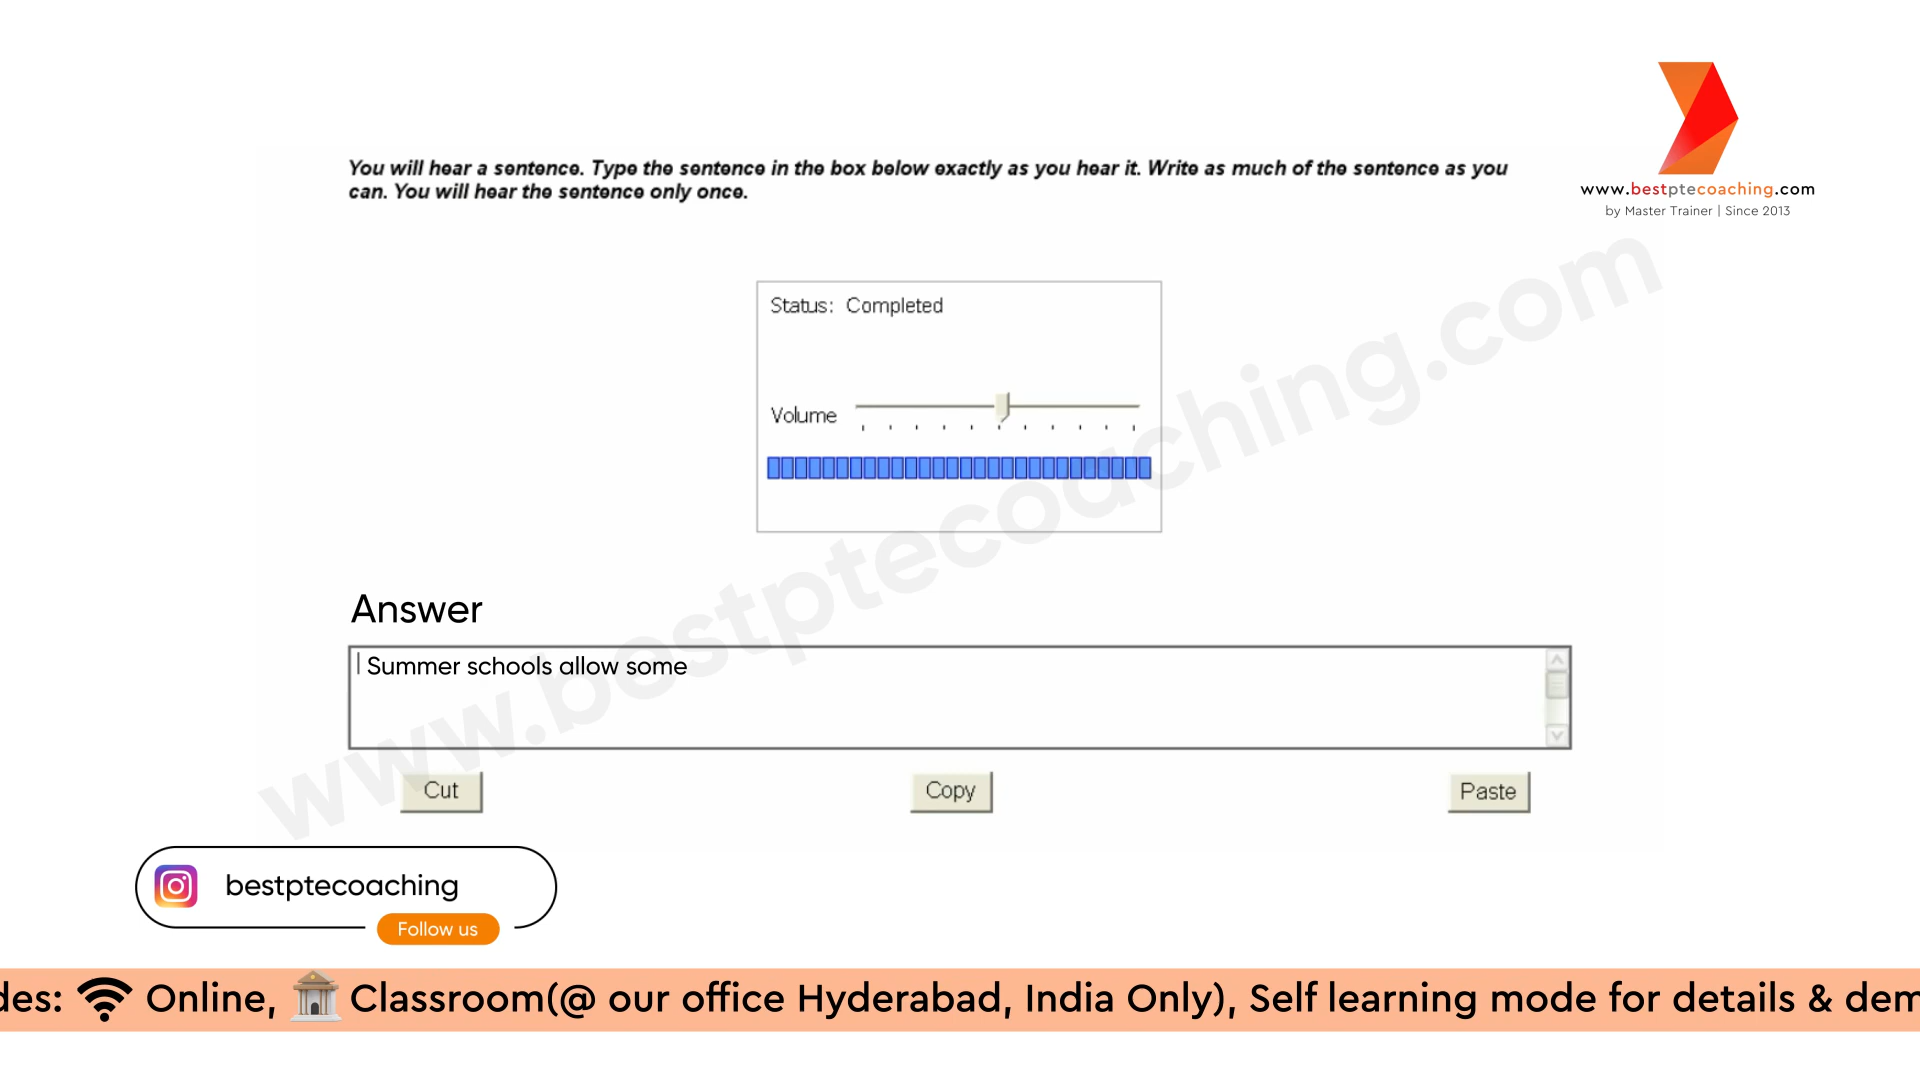 You will hear a sentence. Type the sentence in the box below exactly as you hear it. Write as much of the sentence as you
can. You will hear the sentence only once.
www.bestptecoaching.com
by Master Trainer | Since 2013
Status: Completed
Volume
www.bestptecoaching.com
Answer
Summer schools allow some
Cut
Copy
Paste
bestptecoaching
Follow us
des: Online, Classroom(@ our office Hyderabad, India Only), Self learning mode for details & dem